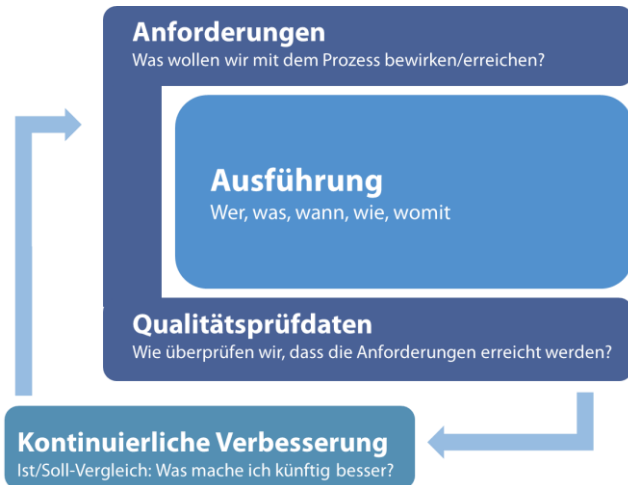 Anforderungen
Was wollen wir mit dem Prozess bewirken/erreichen?
Ausführung
Wer, was, wann, wie, womit
Qualitätsprüfdaten
Wie überprüfen wir, dass die Anforderungen erreicht werden?
Kontinuierliche Verbesserung
Ist/Soll-Vergleich: Was mache ich künftig besser?